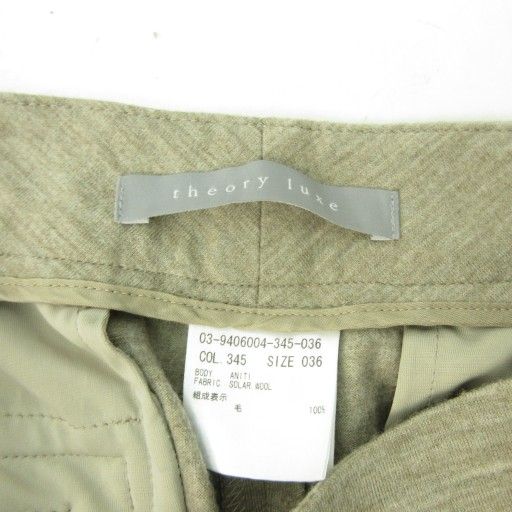 theory luxe
03-9406004-345-036
COL. 345 SIZE 036
BODY ANITI
FABRIC SOLAR WOOL
組成表示
毛 100%